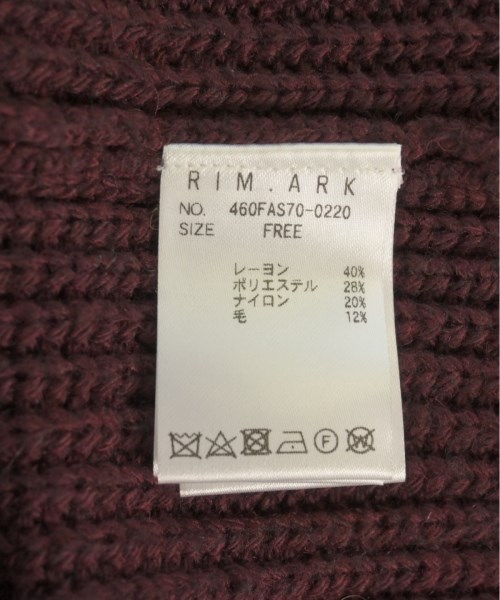 RIM.ARK
NO. 460FAS70-0220
SIZE FREE
レーヨン 40%
ポリエステル 28%
ナイロン 20%
毛 12%
F W